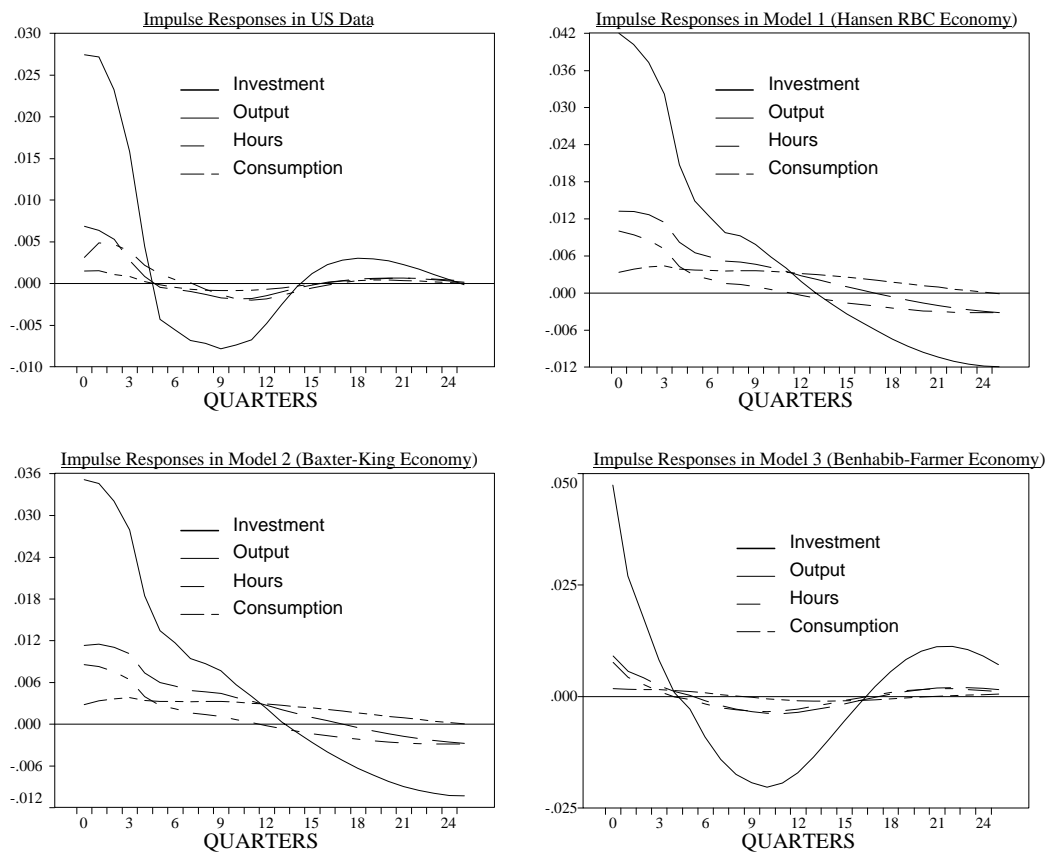 Impulse Responses in US Data
.030
.025
.020
.015
.010
.005
.000
-.005
-.010
Investment
Output
Hours
Consumption
0 3 6 9 12 15 18 21 24
QUARTERS
Impulse Responses in Model 1 (Hansen RBC Economy)
.042
.036
.030
.024
.018
.012
.006
.000
-.006
-.012
Investment
Output
Hours
Consumption
0 3 6 9 12 15 18 21 24
QUARTERS
Impulse Responses in Model 2 (Baxter-King Economy)
.036
.030
.024
.018
.012
.006
.000
-.006
-.012
Investment
Output
Hours
Consumption
0 3 6 9 12 15 18 21 24
QUARTERS
Impulse Responses in Model 3 (Benhabib-Farmer Economy)
.050
.025
.000
-.025
Investment
Output
Hours
Consumption
0 3 6 9 12 15 18 21 24
QUARTERS